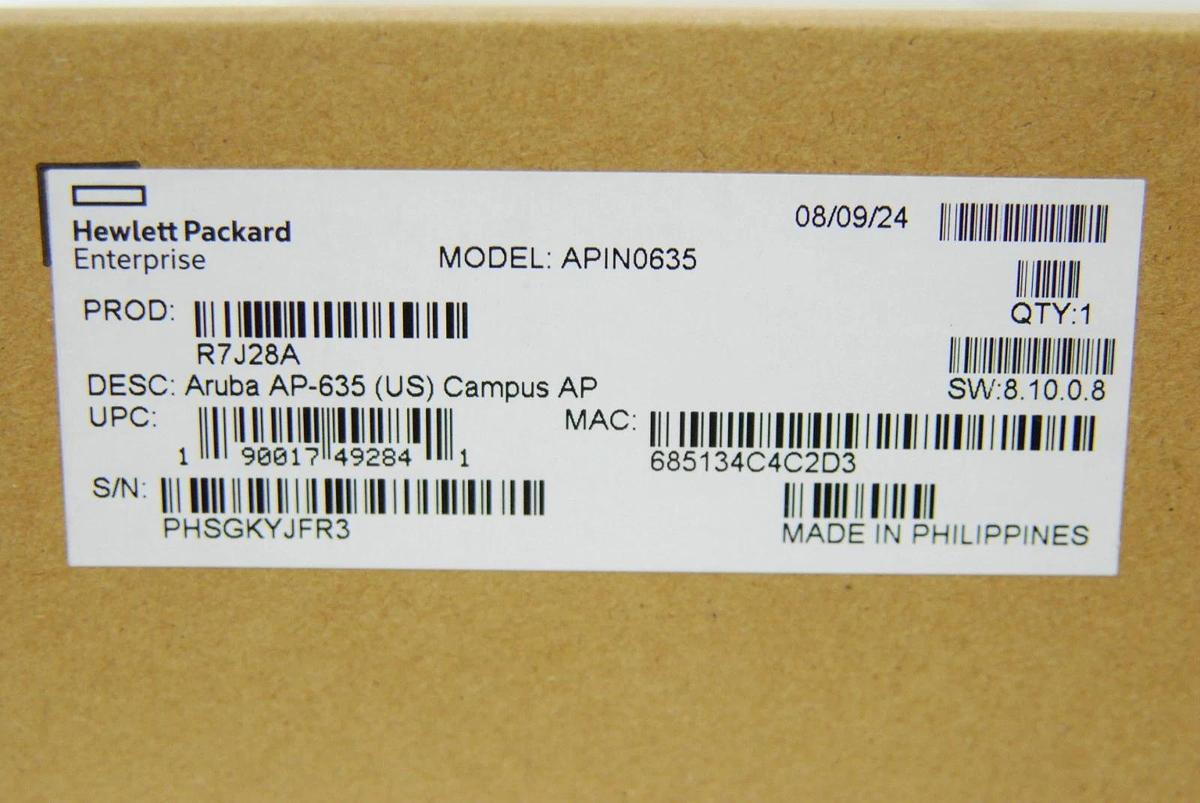 Hewlett Packard
Enterprise
MODEL: APIN0635
08/09/24
QTY:1
PROD:
R7J28A
SW:8.10.0.8
DESC: Aruba AP-635 (US) Campus AP
UPC:
1 90017 49284 1
MAC:
685134C4C2D3
S/N:
PHSGKYJFR3
MADE IN PHILIPPINES